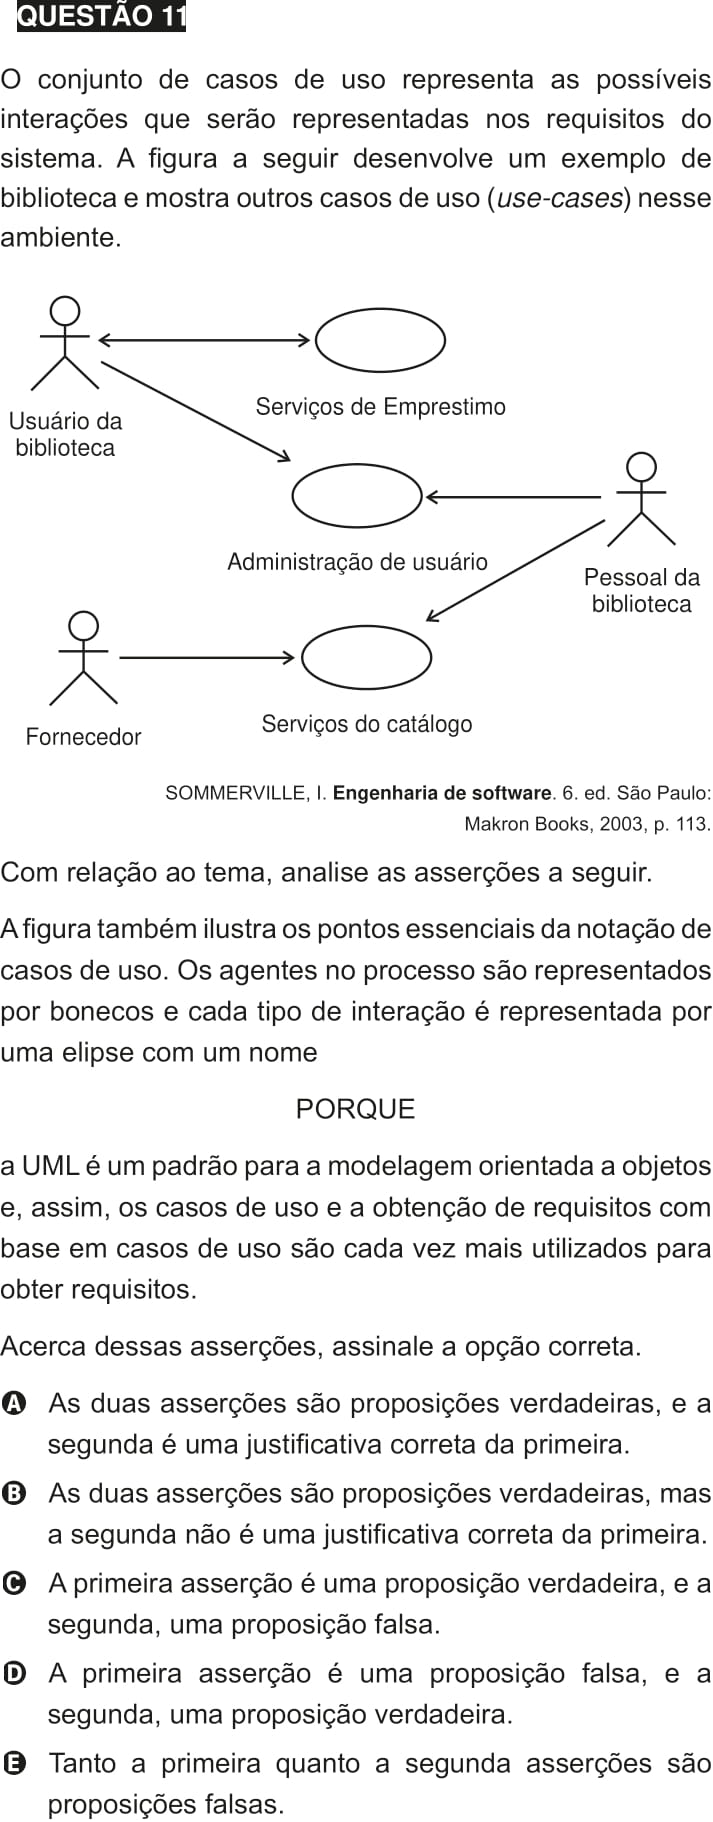 QUESTÃO 11
O conjunto de casos de uso representa as possíveis
interações que serão representadas nos requisitos do
sistema. A figura a seguir desenvolve um exemplo de
biblioteca e mostra outros casos de uso (use-cases) nesse
ambiente.
Serviços de Emprestimo
Usuário da
biblioteca
Administração de usuário
Pessoal da
biblioteca
Serviços do catálogo
Fornecedor
SOMMERVILLE, I. Engenharia de software. 6. ed. São Paulo:
Makron Books, 2003, p. 113.
Com relação ao tema, analise as asserções a seguir.
A figura também ilustra os pontos essenciais da notação de
casos de uso. Os agentes no processo são representados
por bonecos e cada tipo de interação é representada por
uma elipse com um nome
PORQUE
a UML é um padrão para a modelagem orientada a objetos
e, assim, os casos de uso e a obtenção de requisitos com
base em casos de uso são cada vez mais utilizados para
obter requisitos.
Acerca dessas asserções, assinale a opção correta.
A As duas asserções são proposições verdadeiras, e a
segunda é uma justificativa correta da primeira.
B As duas asserções são proposições verdadeiras, mas
a segunda não é uma justificativa correta da primeira.
C A primeira asserção é uma proposição verdadeira, e a
segunda, uma proposição falsa.
D A primeira asserção é uma proposição falsa, e a
segunda, uma proposição verdadeira.
E Tanto a primeira quanto a segunda asserções são
proposições falsas.